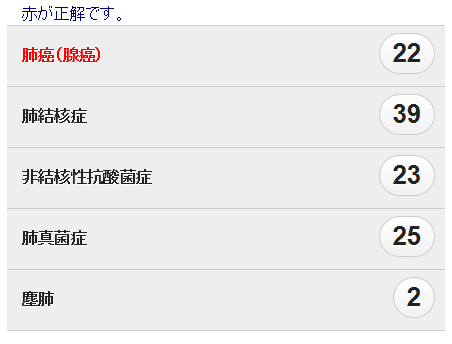 赤が正解です。
肺癌(腺癌) 22
肺結核症 39
非結核性抗酸菌症 23
肺真菌症 25
塵肺 2